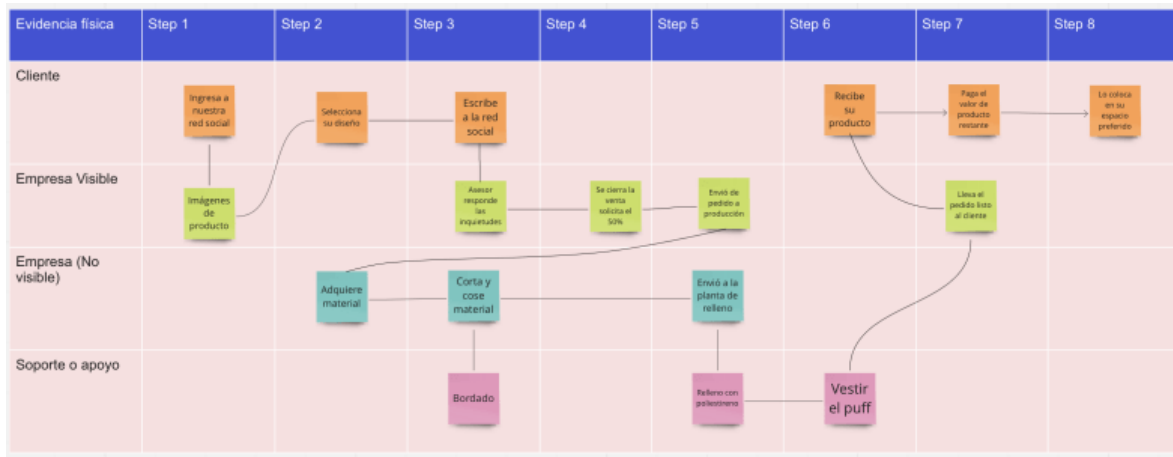 Evidencia física
Step 1
Step 2
Step 3
Step 4
Step 5
Step 6
Step 7
Step 8
Cliente
Ingresa a
nuestra
red social
Selecciona
su diseño
Escribe
a la red
social
Recibe
su
producto
Paga el
valor de
producto
restante
Lo coloca
en su
espacio
preferido
Empresa Visible
Imágenes
de
producto
Asesor
responde
las
inquietudes
Se cierra la
venta
solicita el
50%
Envió de
pedido a
producción
Lleva el
pedido listo
al cliente
Empresa (No
visible)
Adquiere
material
Corta y
cose
material
Envió a la
planta de
relleno
Soporte o apoyo
Bordado
Relleno con
poliestireno
Vestir
el puff